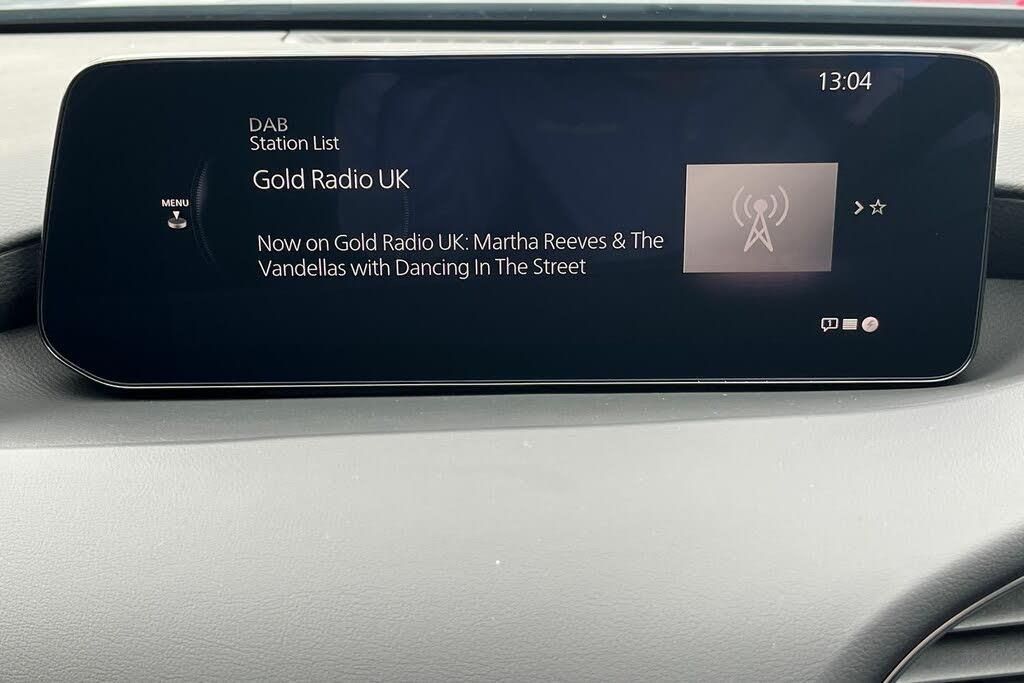 13:04
DAB
Station List
Gold Radio UK
MENU
Now on Gold Radio UK: Martha Reeves & The
Vandellas with Dancing In The Street
1